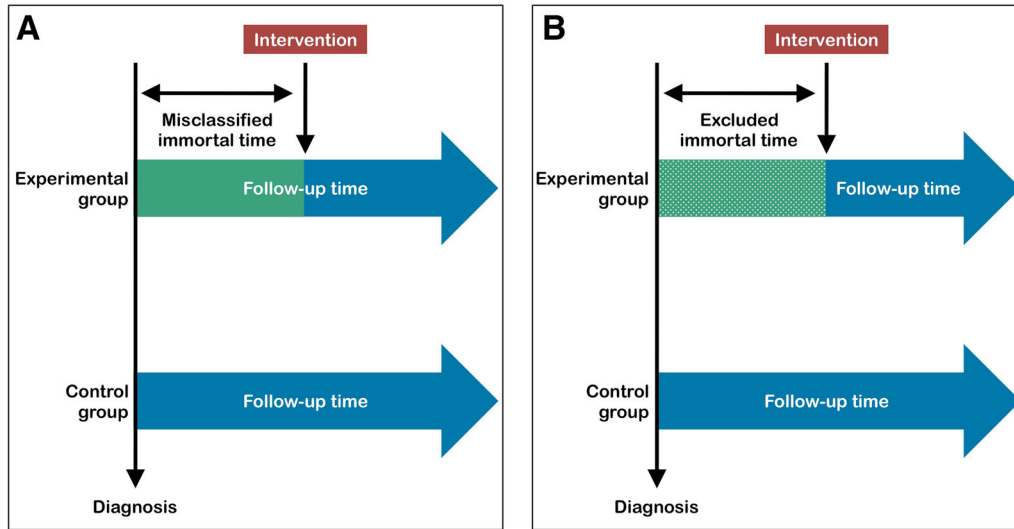 A
Intervention
Misclassified
immortal time
Experimental
group
Follow-up time
Control
group
Follow-up time
Diagnosis
B
Intervention
Excluded
immortal time
Experimental
group
Follow-up time
Control
group
Follow-up time
Diagnosis